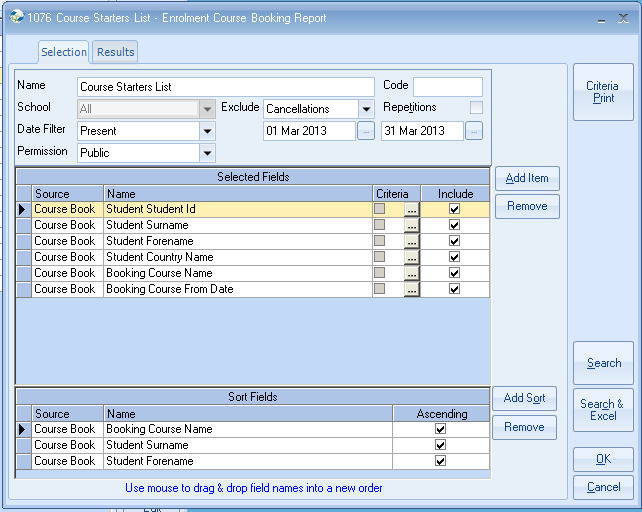 1076 Course Starters List - Enrolment Course Booking Report
Selection Results
Name Course Starters List Code
School All Exclude Cancellations Repetitions
Date Filter Present 01 Mar 2013 ... 31 Mar 2013 ...
Permission Public
Criteria Print
Selected Fields
Source Name Criteria Include
Course Book Student Student Id ...
Course Book Student Surname ...
Course Book Student Forename ...
Course Book Student Country Name ...
Course Book Booking Course Name ...
Course Book Booking Course From Date ...
Add Item
Remove
Search
Search & Excel
OK
Cancel
Sort Fields
Source Name Ascending
Course Book Booking Course Name
Course Book Student Surname
Course Book Student Forename
Add Sort
Remove
Use mouse to drag & drop field names into a new order